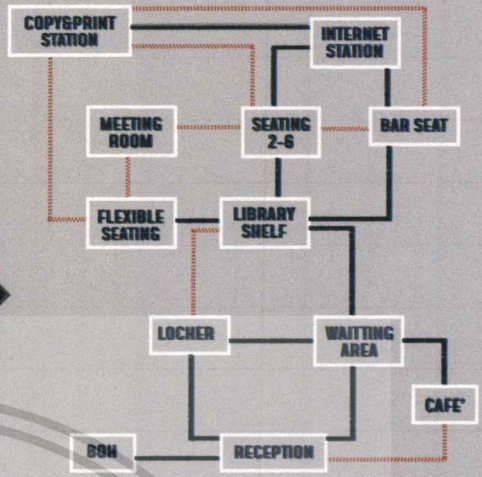 COPY&PRINT
STATION
INTERNET
STATION
MEETING
ROOM
SEATING
2-6
BAR SEAT
FLEXIBLE
SEATING
LIBRARY
SHELF
LOCHER
WAITTING
AREA
CAFE*
BOH
RECEPTION